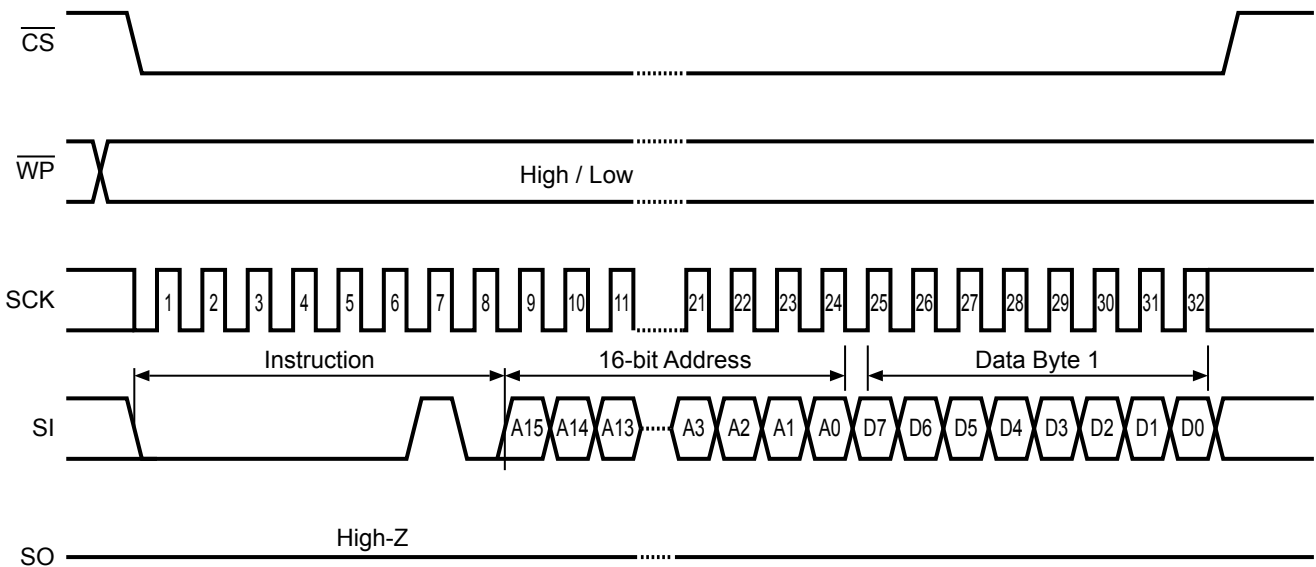 CS
WP
High / Low
SCK
1 2 3 4 5 6 7 8 9 10 11 21 22 23 24 25 26 27 28 29 30 31 32
Instruction 16-bit Address Data Byte 1
SI
A15 A14 A13 A3 A2 A1 A0 D7 D6 D5 D4 D3 D2 D1 D0
High-Z
SO